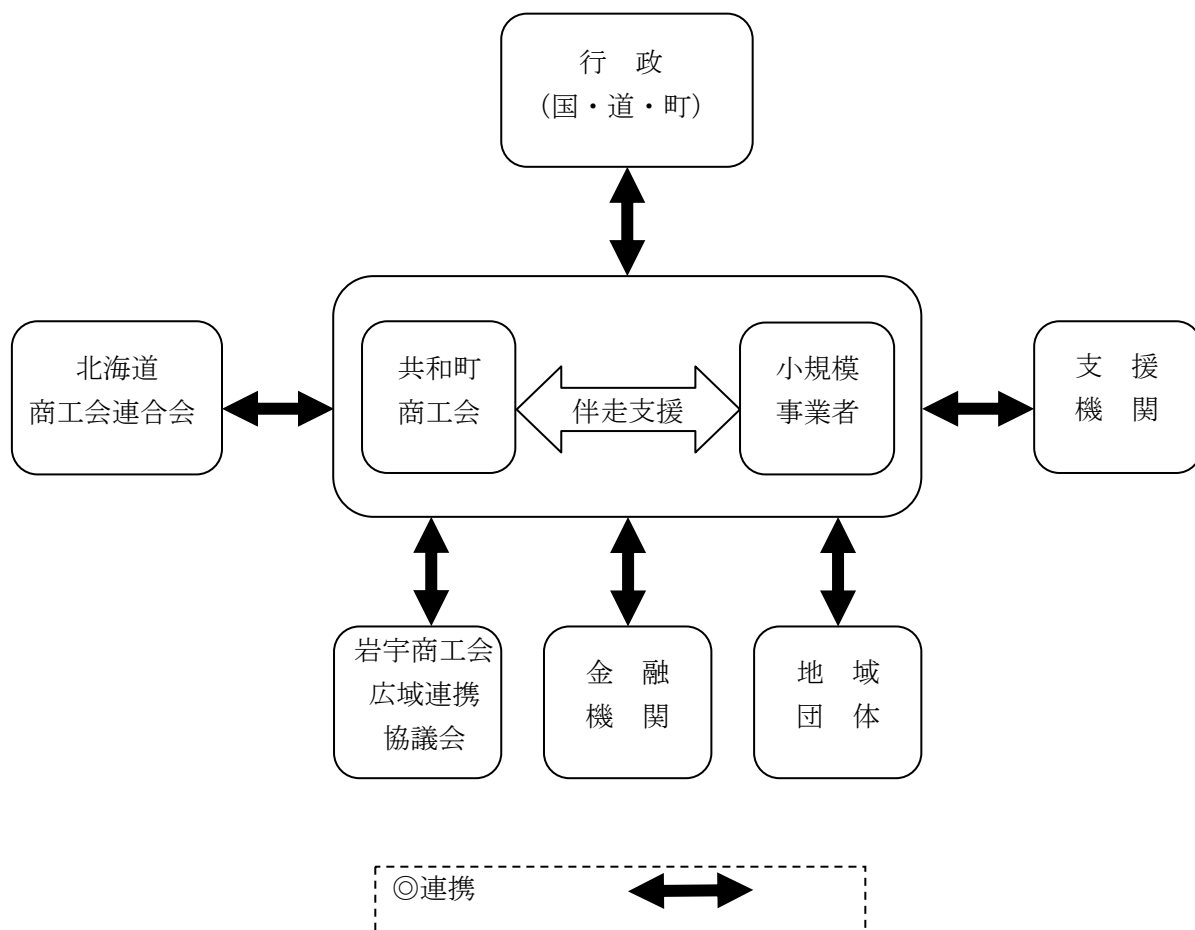 行　政
(国・道・町)
北海道
商工会連合会
共和町
商工会
伴走支援
小規模
事業者
支　援
機　関
岩宇商工会
広域連携
協議会
金　融
機　関
地　域
団　体
◎連携